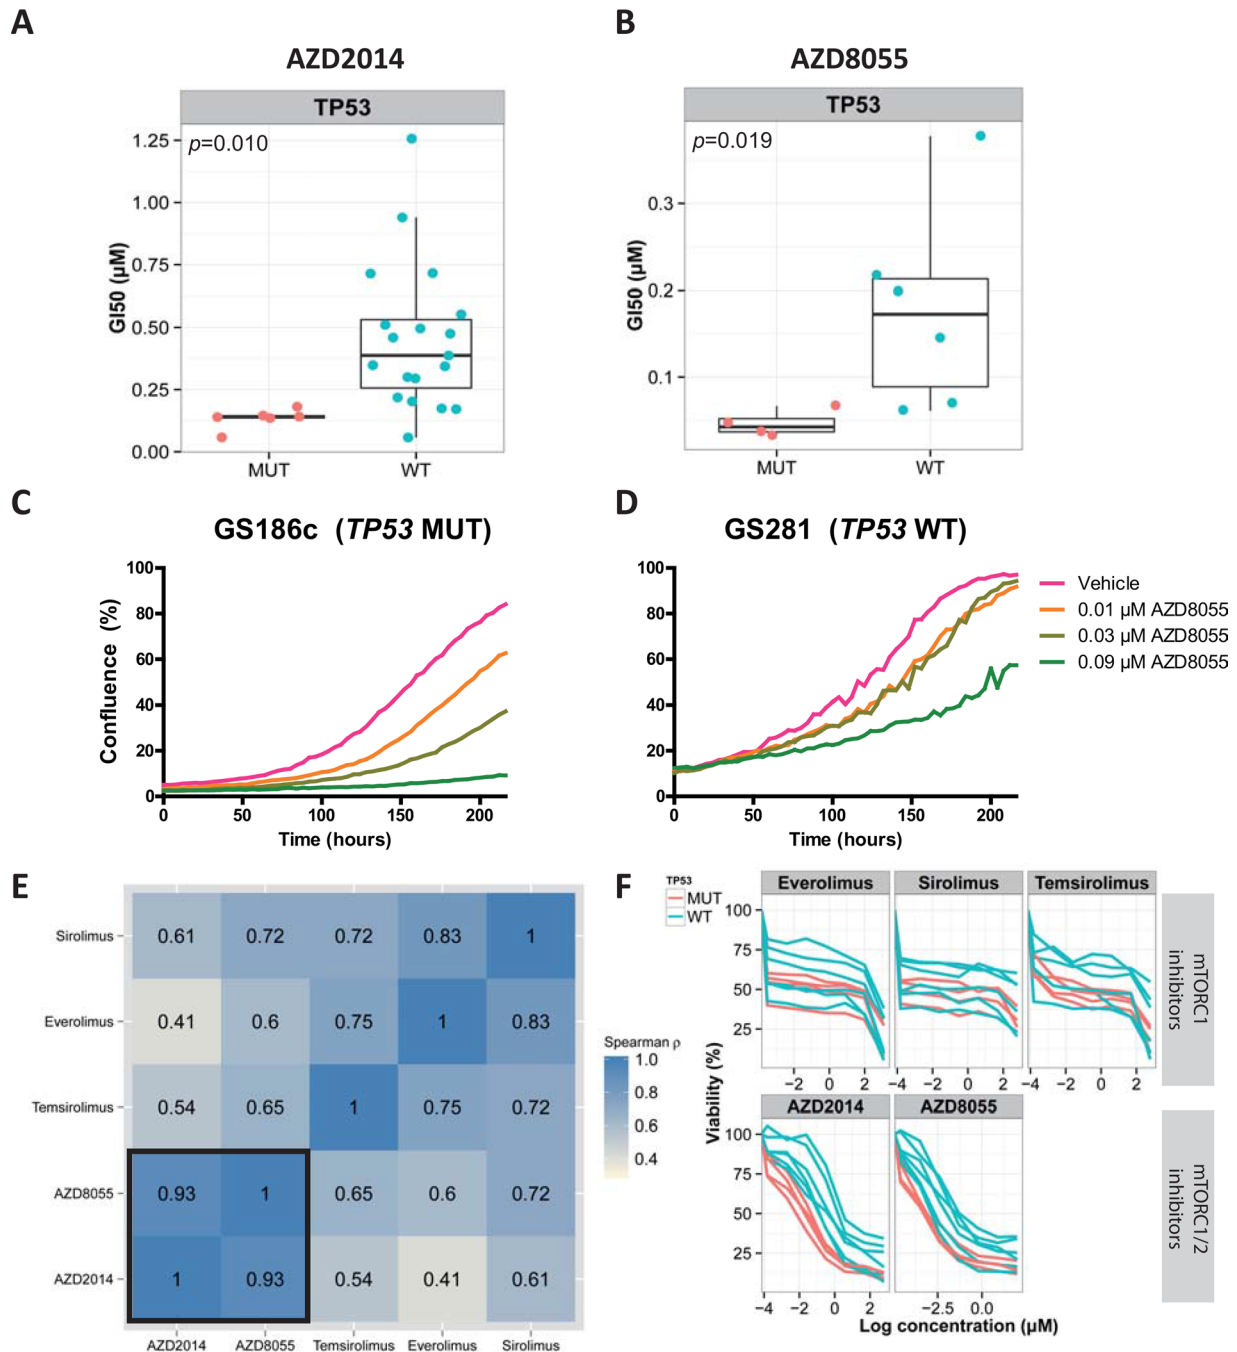 A
B
AZD2014
AZD8055
TP53
TP53
p=0.010
p=0.019
GI50 (µM)
1.25
1.00
0.75
0.50
0.25
0.00
MUT
WT
GI50 (µM)
0.3
0.2
0.1
MUT
WT
C
D
GS186c (TP53 MUT)
GS281 (TP53 WT)
Confluence (%)
100
80
60
40
20
0
0 50 100 150 200
Time (hours)
100
80
60
40
20
0
0 50 100 150 200
Time (hours)
Vehicle
0.01 µM AZD8055
0.03 µM AZD8055
0.09 µM AZD8055
E
Sirolimus 0.61 0.72 0.72 0.83 1
Everolimus 0.41 0.6 0.75 1 0.83
Temsirolimus 0.54 0.65 1 0.75 0.72
AZD8055 0.93 1 0.65 0.6 0.72
AZD2014 1 0.93 0.54 0.41 0.61
AZD2014 AZD8055 Temsirolimus Everolimus Sirolimus
Spearman ρ
1.0
0.8
0.6
0.4
F
TP53
MUT
WT
Everolimus Sirolimus Temsirolimus
100
75
50
25
−2 0 2 −4 −2 0 2 −4 −2 0 2
mTORC1
inhibitors
Viability (%)
AZD2014 AZD8055
100
75
50
25
−4 −2 0 2 −2.5 0.0
Log concentration (µM)
mTORC1/2
inhibitors